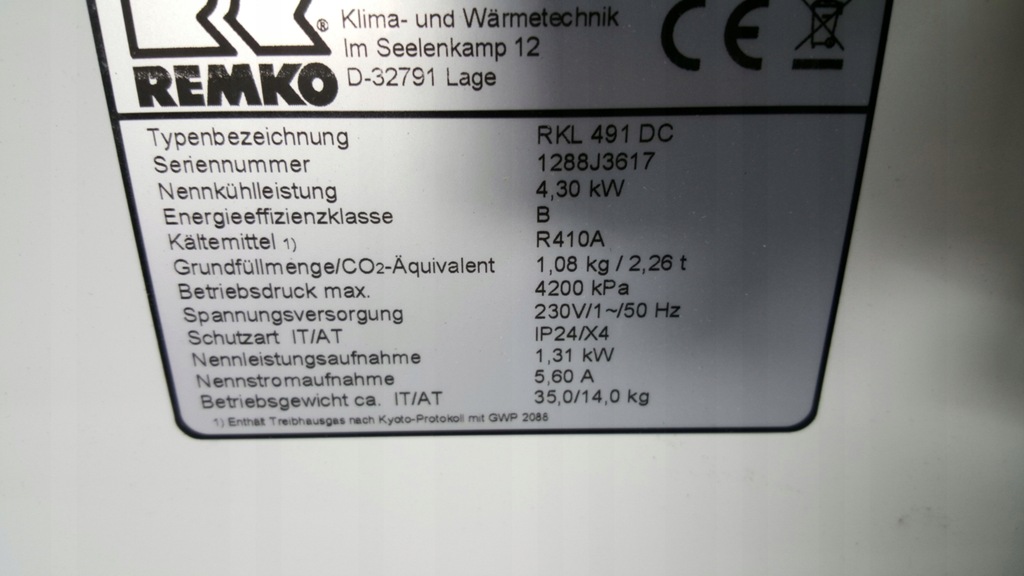 Klima- und Wärmetechnik
Im Seelenkamp 12
D-32791 Lage
REMKO®
CE
Typenbezeichnung RKL 491 DC
Seriennummer 1288J3617
Nennkühlleistung 4,30 kW
Energieeffizienzklasse B
Kältemittel 1) R410A
Grundfüllmenge/CO2-Äquivalent 1,08 kg / 2,26 t
Betriebsdruck max. 4200 kPa
Spannungsversorgung 230V/1~/50 Hz
Schutzart IT/AT IP24/X4
Nennleistungsaufnahme 1,31 kW
Nennstromaufnahme 5,60 A
Betriebsgewicht ca. IT/AT 35,0/14,0 kg
1) Enthält Treibhausgas nach Kyoto-Protokoll mit GWP 2088